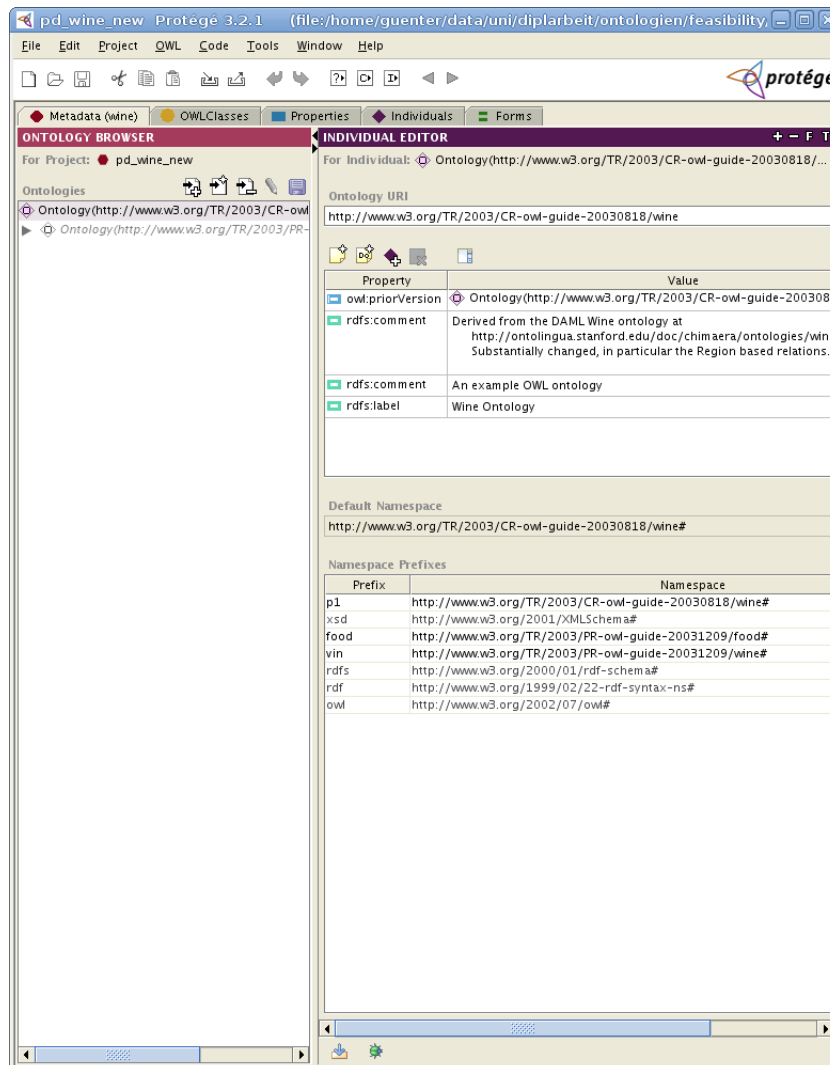 pd_wine_new Protégé 3.2.1 (file:/home/guenter/data/uni/diplarbeit/ontologien/feasibility,
File Edit Project OWL Code Tools Window Help
protégé
Metadata (wine) OWLClasses Properties Individuals Forms
ONTOLOGY BROWSER
For Project: pd_wine_new
Ontologies
Ontology(http://www.w3.org/TR/2003/CR-owl
Ontology(http://www.w3.org/TR/2003/PR-
INDIVIDUAL EDITOR + − F T
For Individual: Ontology(http://www.w3.org/TR/2003/CR-owl-guide-20030818/...
Ontology URI
http://www.w3.org/TR/2003/CR-owl-guide-20030818/wine
Property Value
owl:priorVersion Ontology(http://www.w3.org/TR/2003/CR-owl-guide-200308
rdfs:comment Derived from the DAML Wine ontology at
http://ontolingua.stanford.edu/doc/chimaera/ontologies/win
Substantially changed, in particular the Region based relations.
rdfs:comment An example OWL ontology
rdfs:label Wine Ontology
Default Namespace
http://www.w3.org/TR/2003/CR-owl-guide-20030818/wine#
Namespace Prefixes
Prefix Namespace
p1 http://www.w3.org/TR/2003/CR-owl-guide-20030818/wine#
xsd http://www.w3.org/2001/XMLSchema#
food http://www.w3.org/TR/2003/PR-owl-guide-20031209/food#
vin http://www.w3.org/TR/2003/PR-owl-guide-20031209/wine#
rdfs http://www.w3.org/2000/01/rdf-schema#
rdf http://www.w3.org/1999/02/22-rdf-syntax-ns#
owl http://www.w3.org/2002/07/owl#